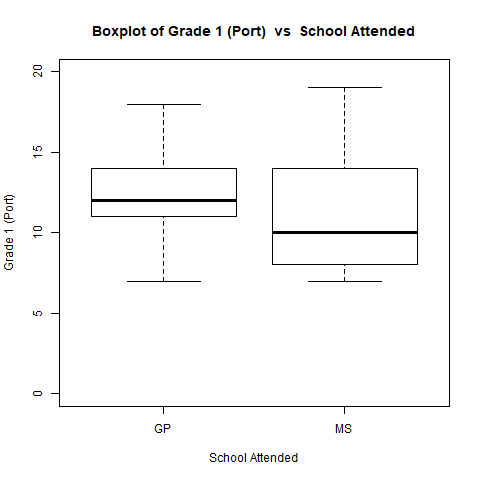 Boxplot of Grade 1 (Port)  vs  School Attended
20
15
10
5
0
Grade 1 (Port)
GP
MS
School Attended